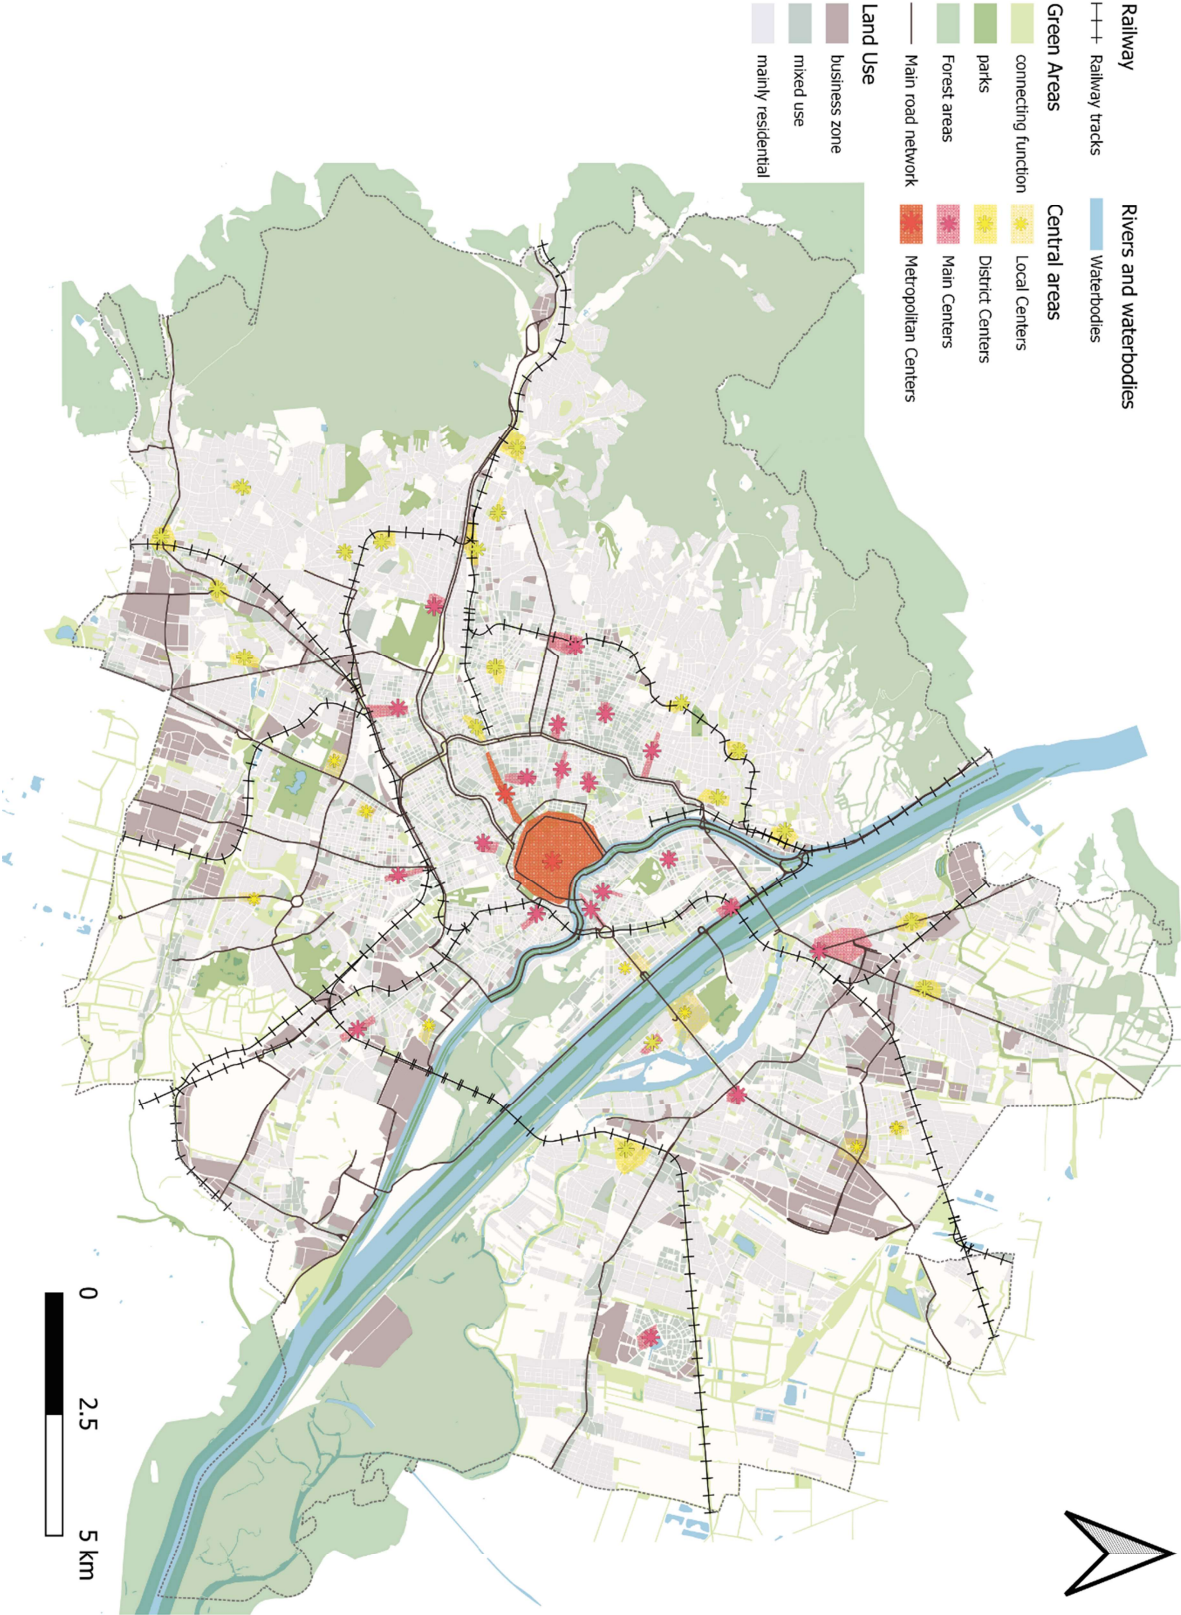 Railway
Railway tracks
Green Areas
connecting function
parks
Forest areas
Main road network
Land Use
business zone
mixed use
mainly residential
Rivers and waterbodies
Waterbodies
Central areas
Local Centers
District Centers
Main Centers
Metropolitan Centers
0 2.5 5 km